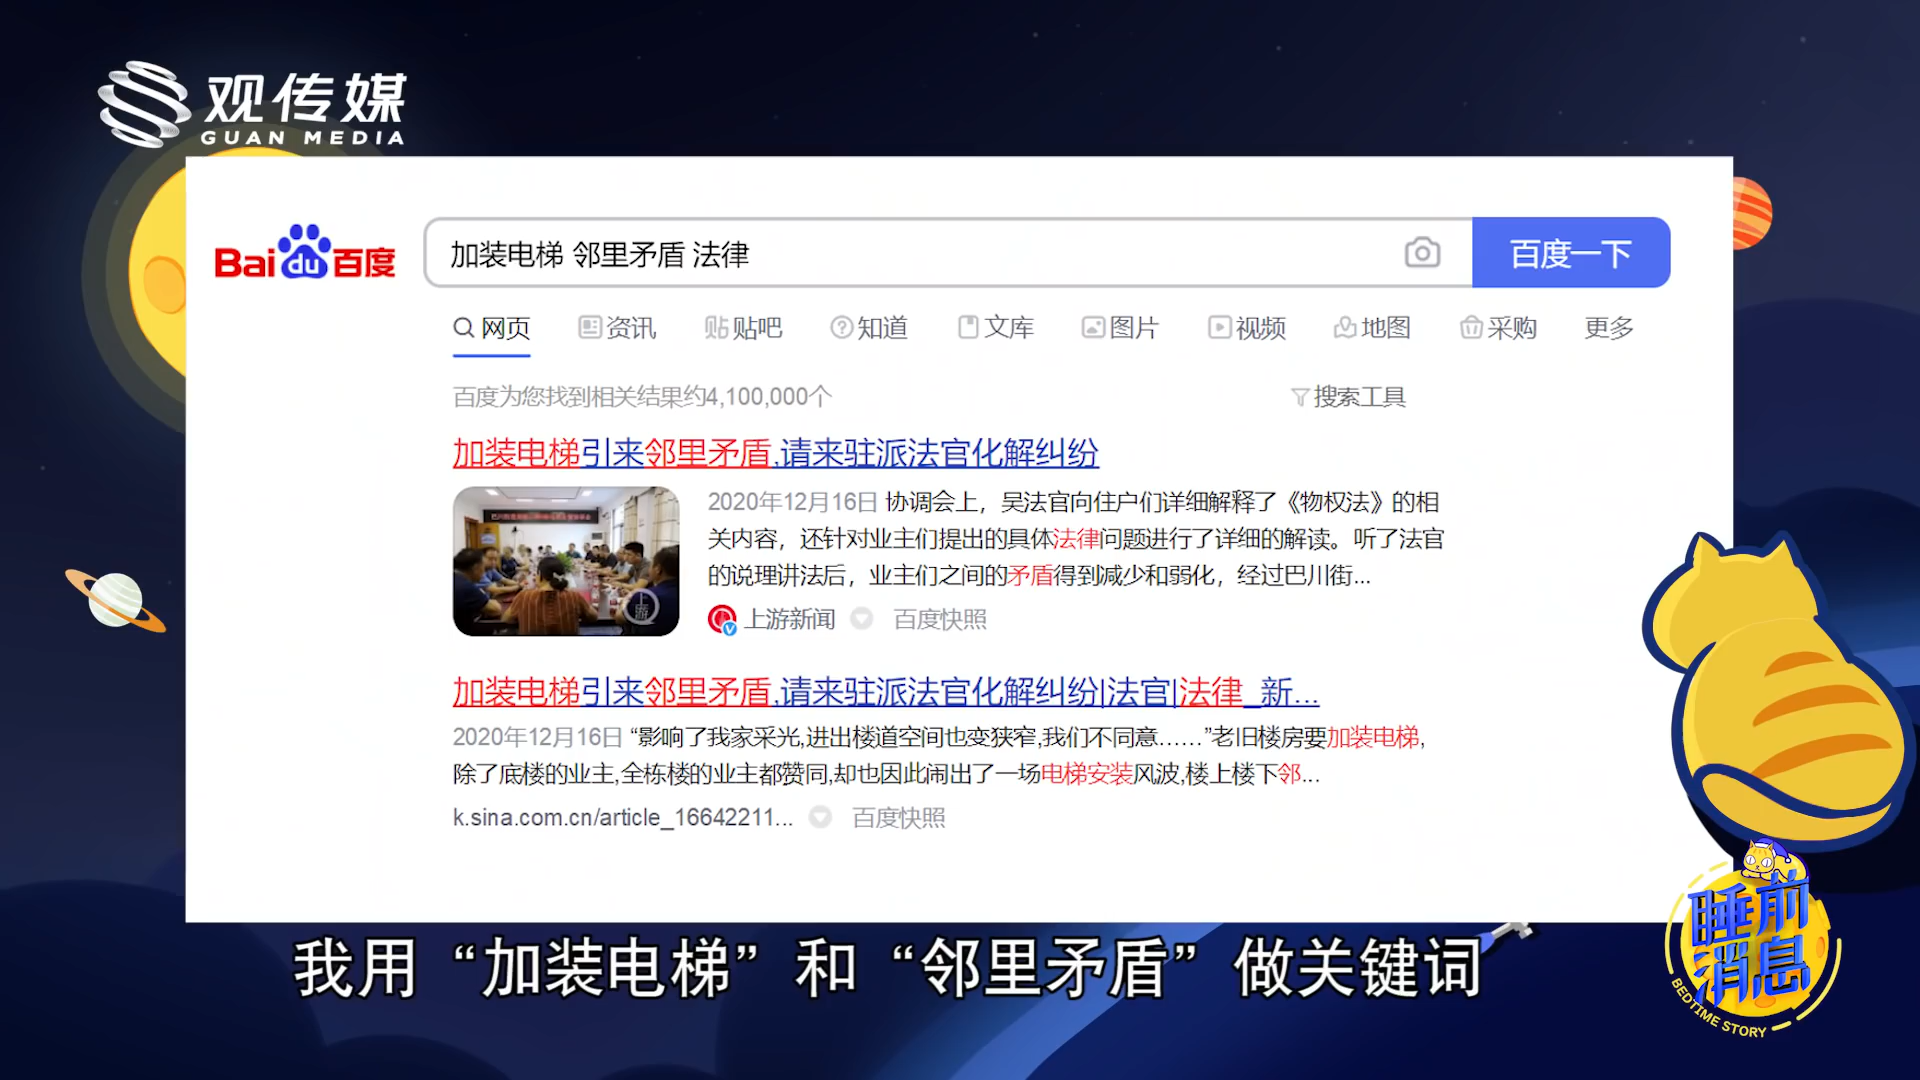 观传媒
GUAN MEDIA
Bai du 百度
加装电梯 邻里矛盾 法律
百度一下
网页 资讯 贴吧 知道 文库 图片 视频 地图 采购 更多
百度为您找到相关结果约4,100,000个
搜索工具
加装电梯引来邻里矛盾,请来驻派法官化解纠纷
2020年12月16日 协调会上，吴法官向住户们详细解释了《物权法》的相
关内容，还针对业主们提出的具体法律问题进行了详细的解读。听了法官
的说理讲法后，业主们之间的矛盾得到减少和弱化，经过巴川街...
上游新闻 百度快照
加装电梯引来邻里矛盾,请来驻派法官化解纠纷|法官|法律_新...
2020年12月16日 “影响了我家采光,进出楼道空间也变狭窄,我们不同意……”老旧楼房要加装电梯,
除了底楼的业主,全栋楼的业主都赞同,却也因此闹出了一场电梯安装风波,楼上楼下邻...
k.sina.com.cn/article_16642211... 百度快照
我用“加装电梯”和“邻里矛盾”做关键词
睡前
消息
BEDTIME STORY